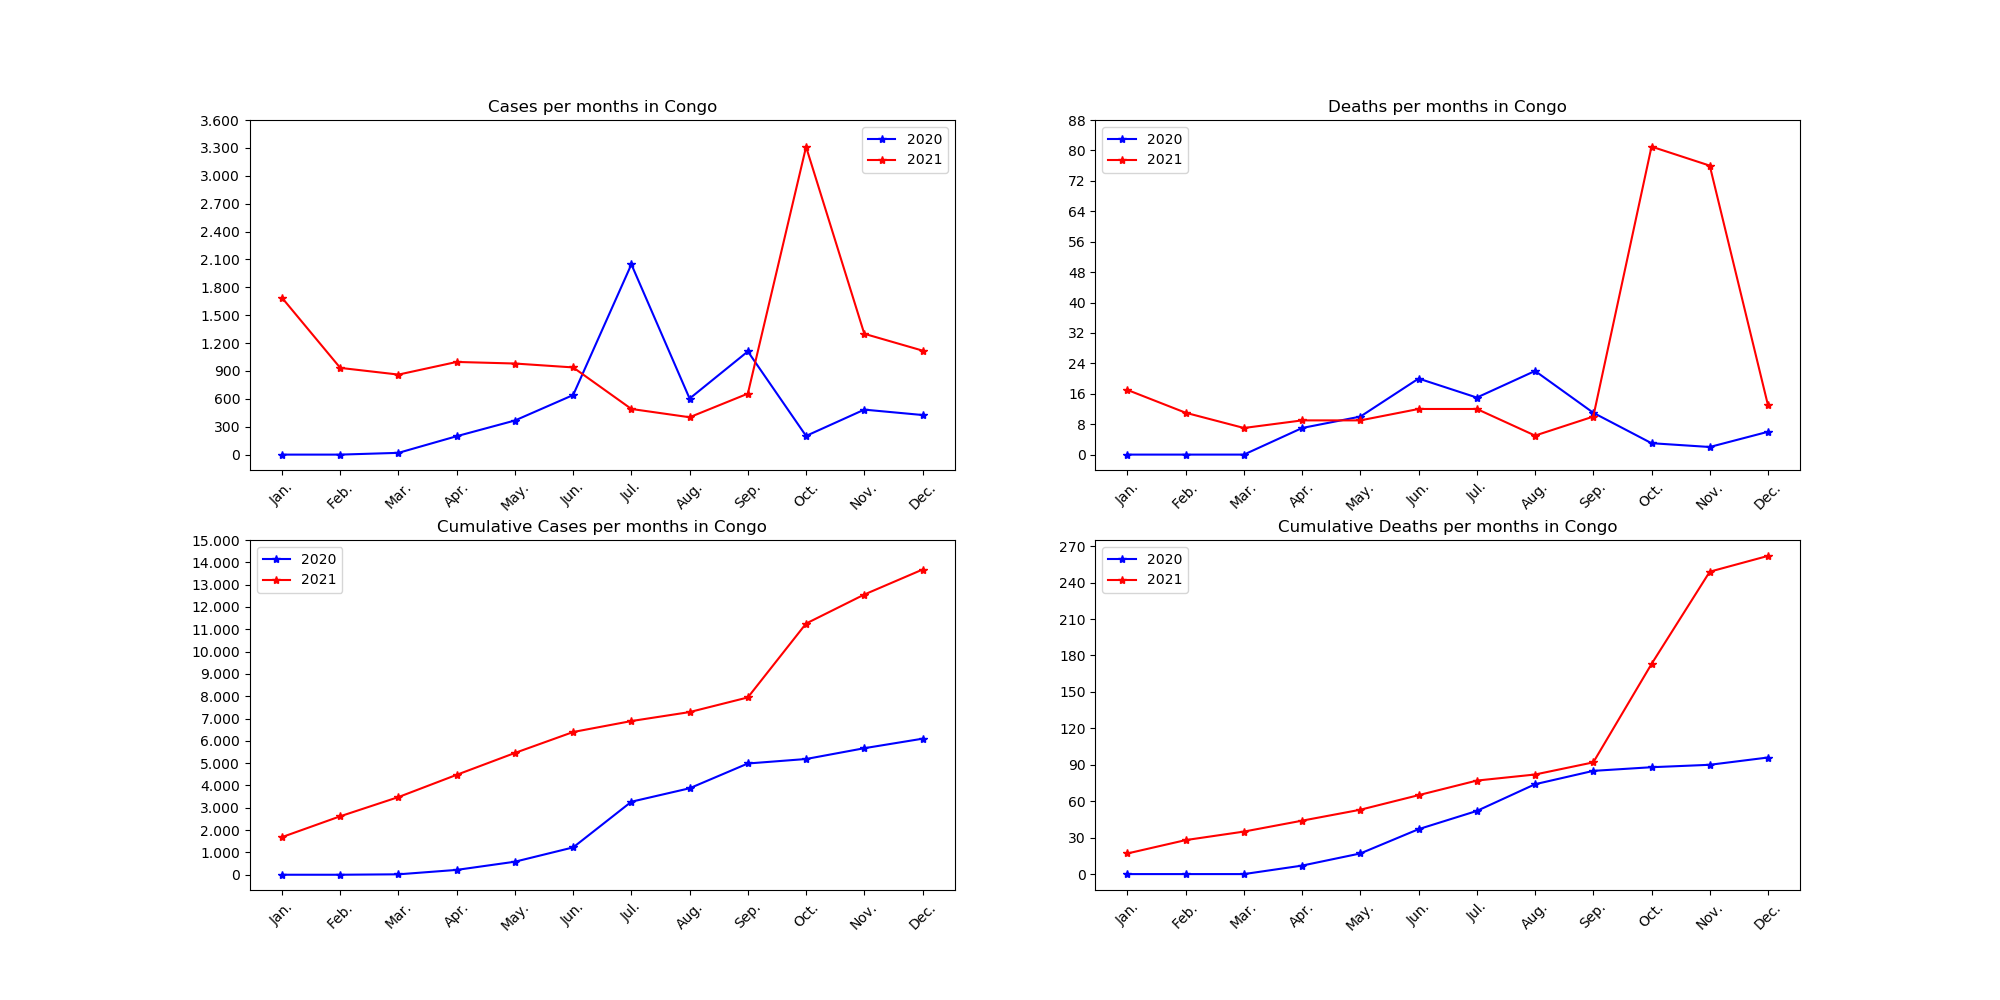 Cases per months in Congo
3.600
3.300
3.000
2.700
2.400
2.100
1.800
1.500
1.200
900
600
300
0
2020
2021
Jan.
Feb.
Mar.
Apr.
May.
Jun.
Jul.
Aug.
Sep.
Oct.
Nov.
Dec.
Deaths per months in Congo
88
80
72
64
56
48
40
32
24
16
8
0
2020
2021
Jan.
Feb.
Mar.
Apr.
May.
Jun.
Jul.
Aug.
Sep.
Oct.
Nov.
Dec.
Cumulative Cases per months in Congo
15.000
14.000
13.000
12.000
11.000
10.000
9.000
8.000
7.000
6.000
5.000
4.000
3.000
2.000
1.000
0
2020
2021
Jan.
Feb.
Mar.
Apr.
May.
Jun.
Jul.
Aug.
Sep.
Oct.
Nov.
Dec.
Cumulative Deaths per months in Congo
270
240
210
180
150
120
90
60
30
0
2020
2021
Jan.
Feb.
Mar.
Apr.
May.
Jun.
Jul.
Aug.
Sep.
Oct.
Nov.
Dec.